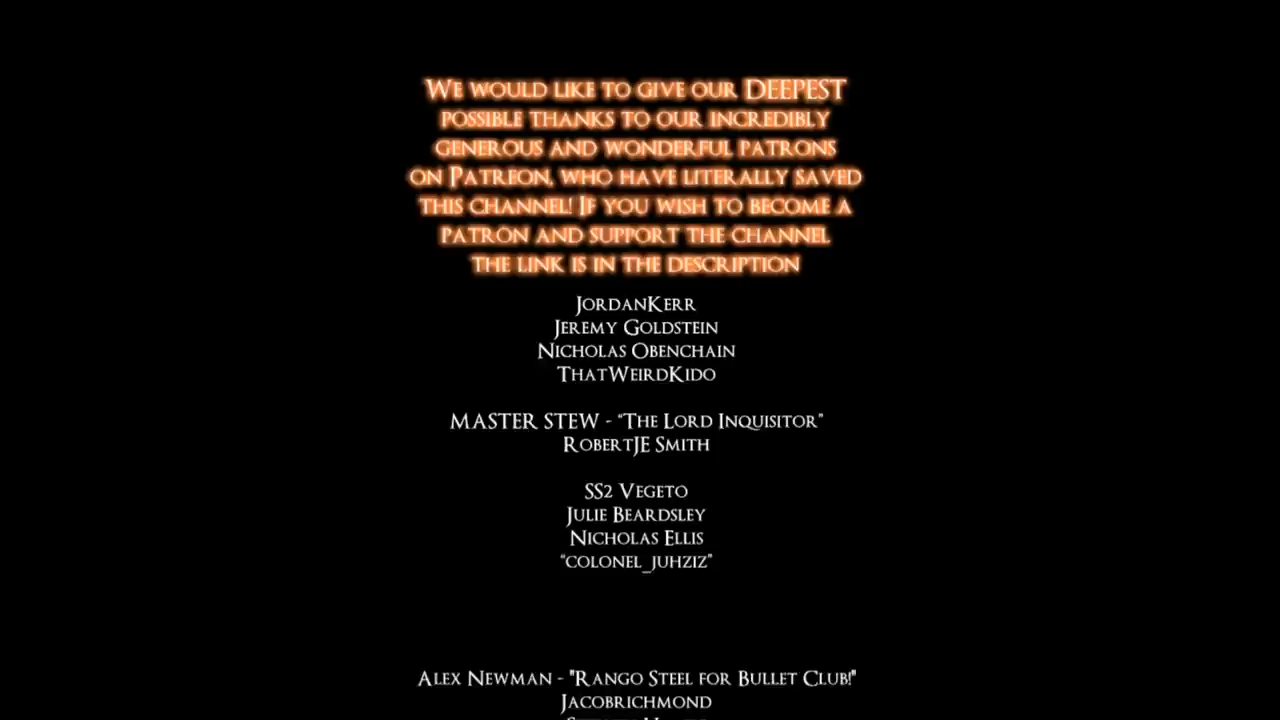 We would like to give our DEEPEST
possible thanks to our incredibly
generous and wonderful patrons
on Patreon, who have literally saved
this channel! If you wish to become a
patron and support the channel
the link is in the description
JordanKerr
Jeremy Goldstein
Nicholas Obenchain
ThatWeirdKido
MASTER STEW - “The Lord Inquisitor”
RobertJE Smith
SS2 Vegeto
Julie Beardsley
Nicholas Ellis
“colonel_juhziz”
Alex Newman - "Rango Steel for Bullet Club!"
Jacobrichmond